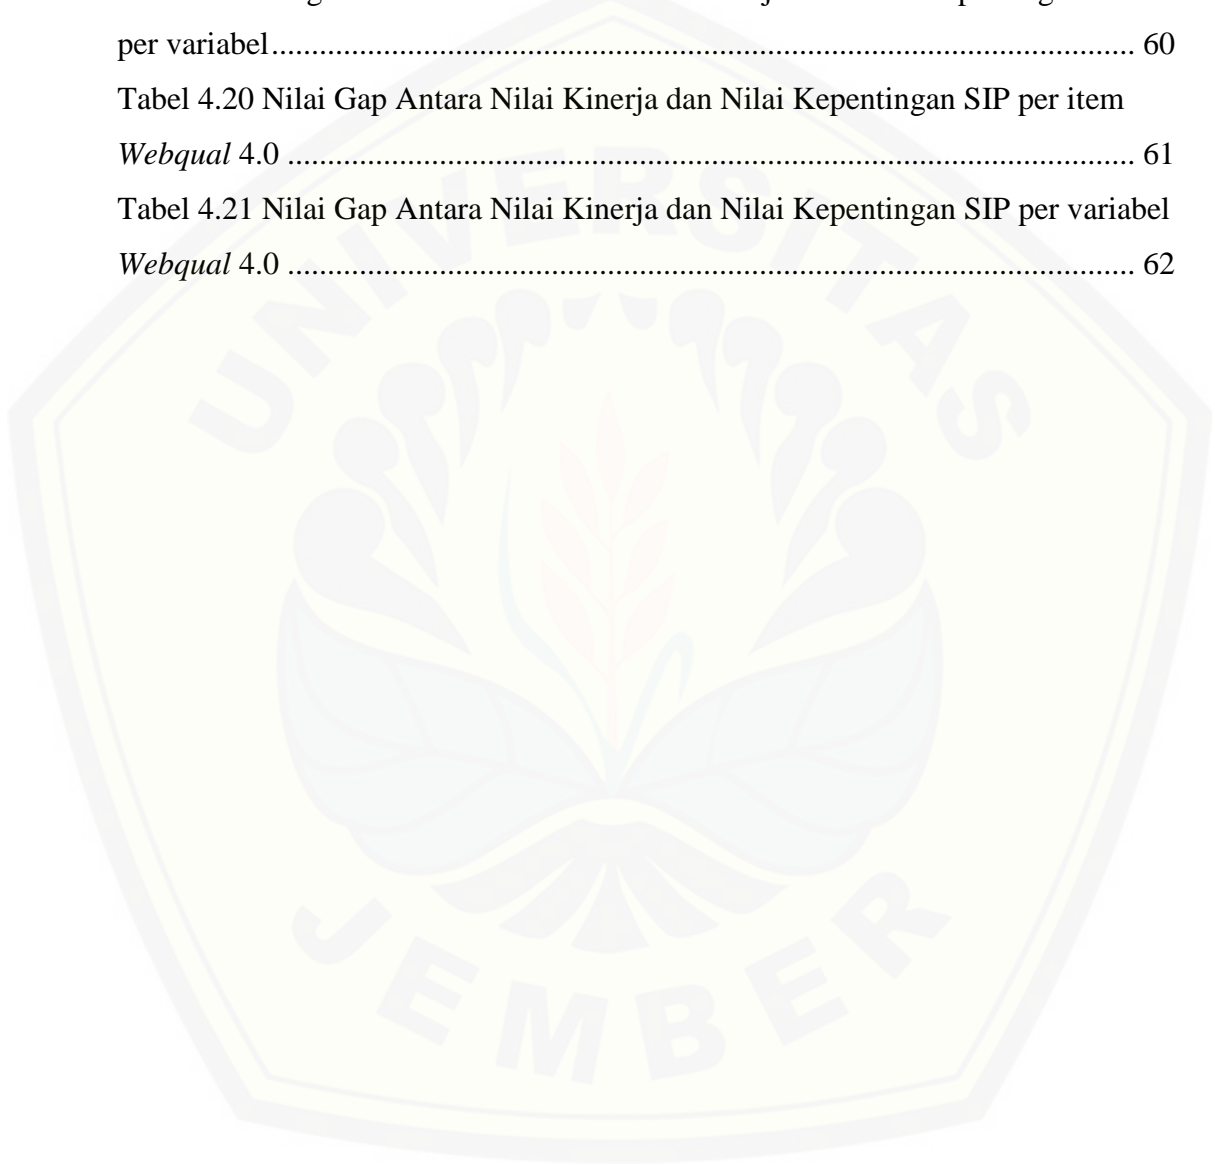 per variabel............................................................................................................ 60
Tabel 4.20 Nilai Gap Antara Nilai Kinerja dan Nilai Kepentingan SIP per item
Webqual 4.0 .......................................................................................................... 61
Tabel 4.21 Nilai Gap Antara Nilai Kinerja dan Nilai Kepentingan SIP per variabel
Webqual 4.0 .......................................................................................................... 62
UNIVERSITAS
JEMBER